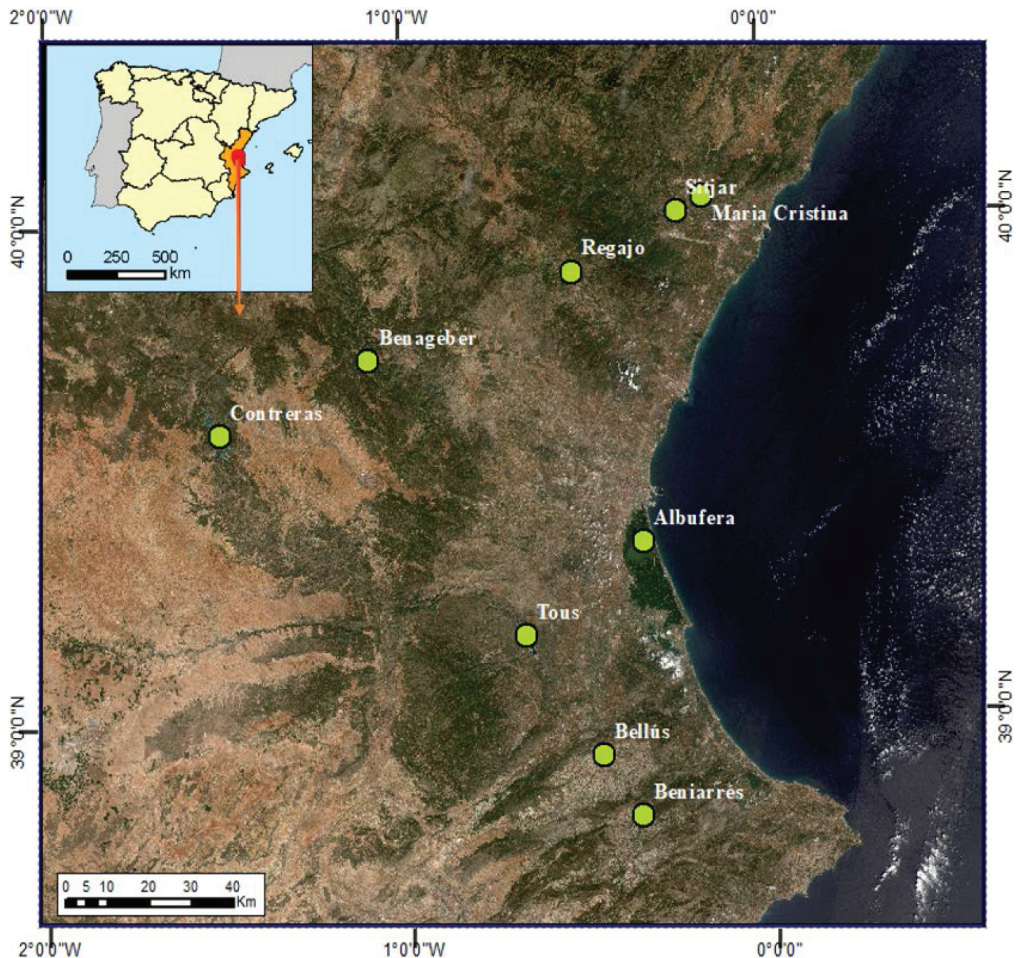 2°0'0"W 1°0'0"W 0°0'0"
0 250 500
km
40°0'0"N
40°0'0"N
Sitjar
Maria Cristina
Regajo
Benageber
Contreras
Albufera
Tous
39°0'0"N
39°0'0"N
Bellús
Beniarrés
0 5 10 20 30 40
Km
2°0'0"W 1°0'0"W 0°0'0"